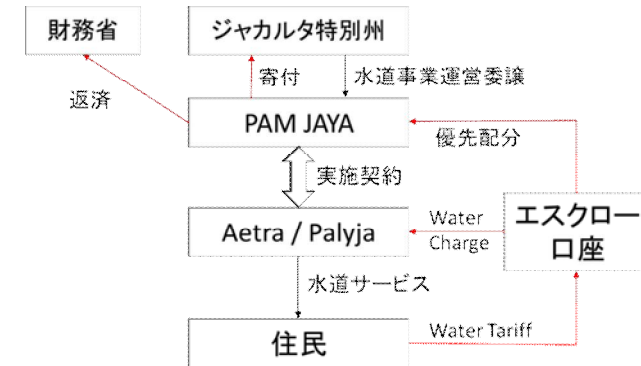 財務省
ジャカルタ特別州
返済
寄付
水道事業運営委譲
PAM JAYA
優先配分
実施契約
Aetra / Palyja
Water
Charge
エスクロー
口座
水道サービス
住民
Water Tariff